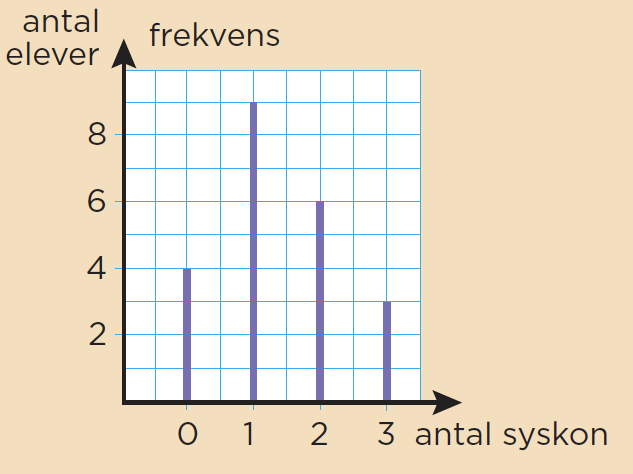 antal
elever
frekvens
8
6
4
2
0 1 2 3 antal syskon